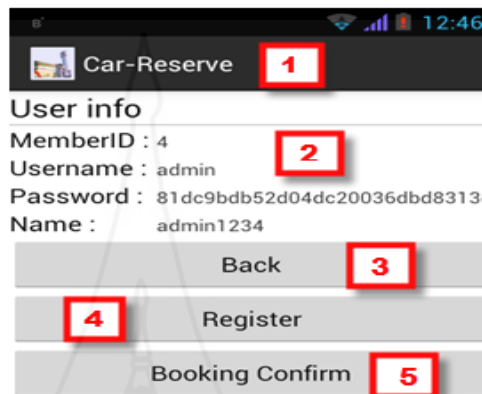 12:46
Car-Reserve 1
User info
MemberID : 4
2
Username : admin
Password : 81dc9bdb52d04dc20036dbd8313
Name : admin1234
Back 3
4 Register
Booking Confirm 5